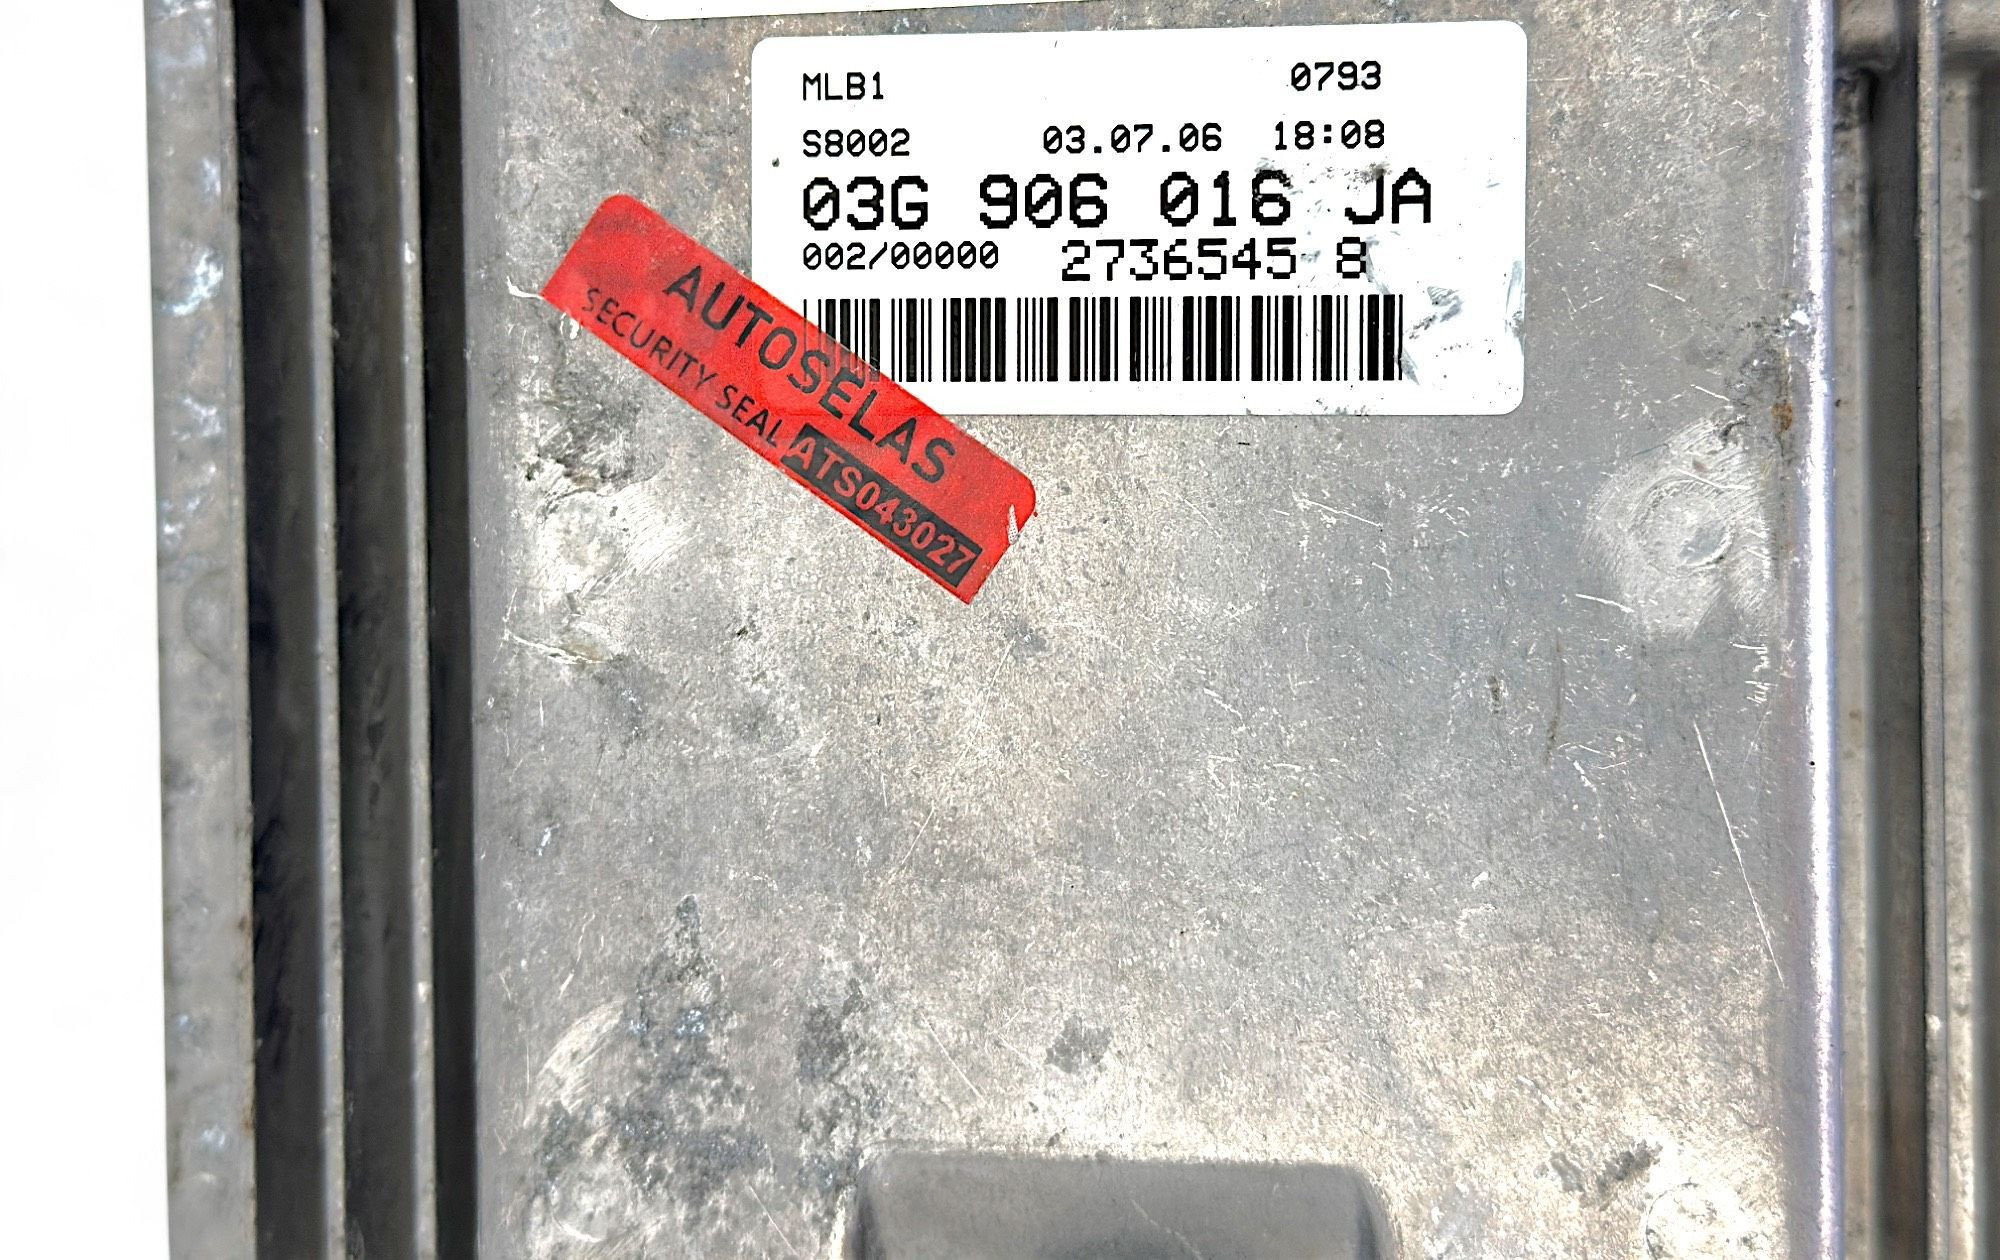 MLB1 0793
S8002 03.07.06 18:08
03G 906 016 JA
002/00000 2736545 8
AUTOSELAS
SECURITY SEAL ATS043027